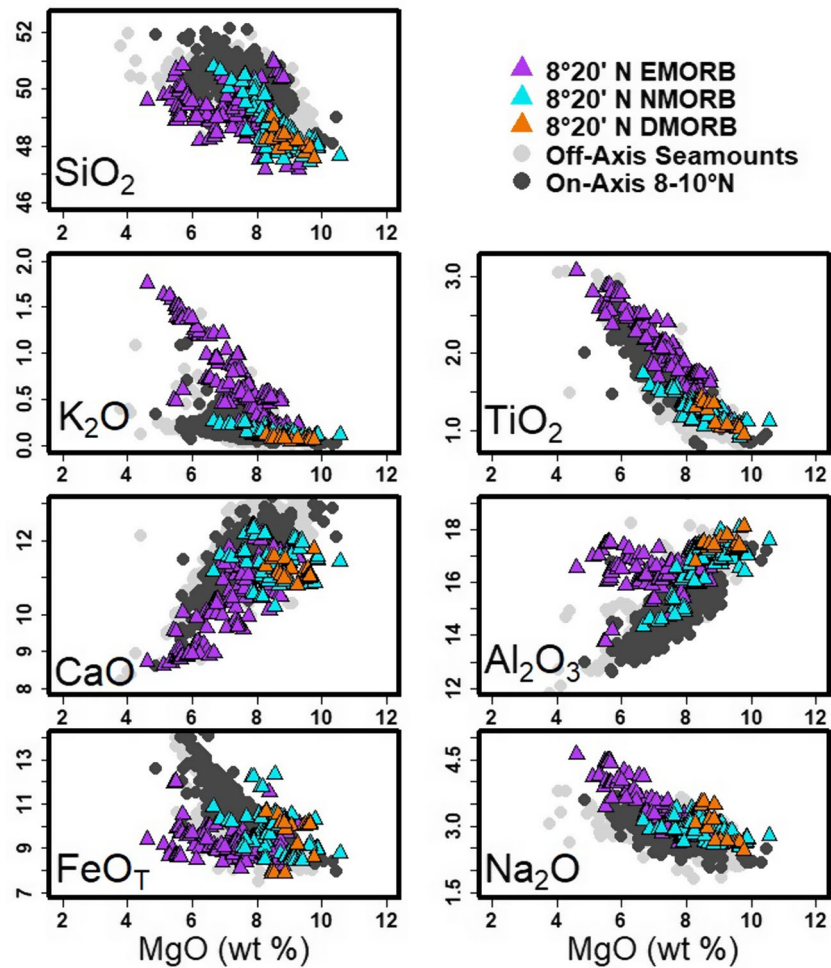 52
50
48
46
SiO2
2 4 6 8 10 12
8°20' N EMORB
8°20' N NMORB
8°20' N DMORB
Off-Axis Seamounts
On-Axis 8-10°N
2.0
1.5
1.0
0.5
0.0
K2O
2 4 6 8 10 12
3.0
2.0
1.0
TiO2
2 4 6 8 10 12
12
10
9
8
CaO
2 4 6 8 10 12
18
16
14
12
Al2O3
2 4 6 8 10 12
13
11
9
7
FeOT
2 4 6 8 10 12
MgO (wt %)
4.5
3.0
1.5
Na2O
2 4 6 8 10 12
MgO (wt %)